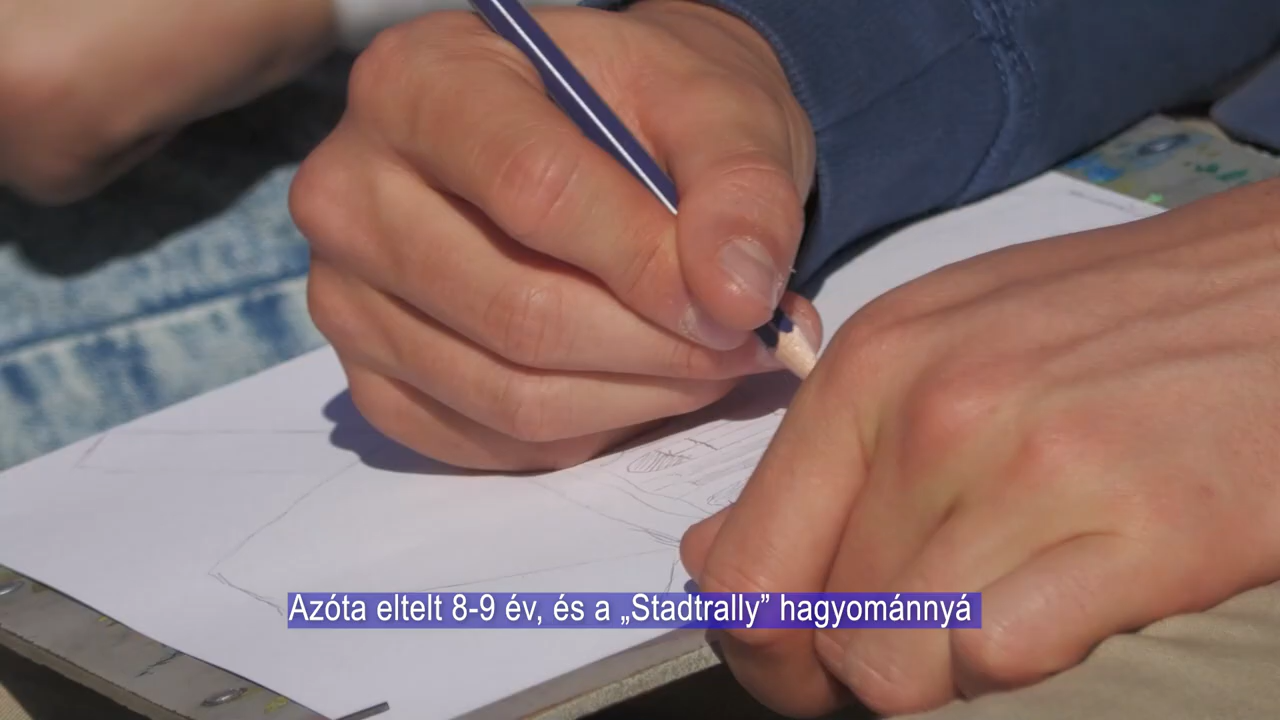 Azóta eltelt 8-9 év, és a „Stadtrally” hagyománnyá